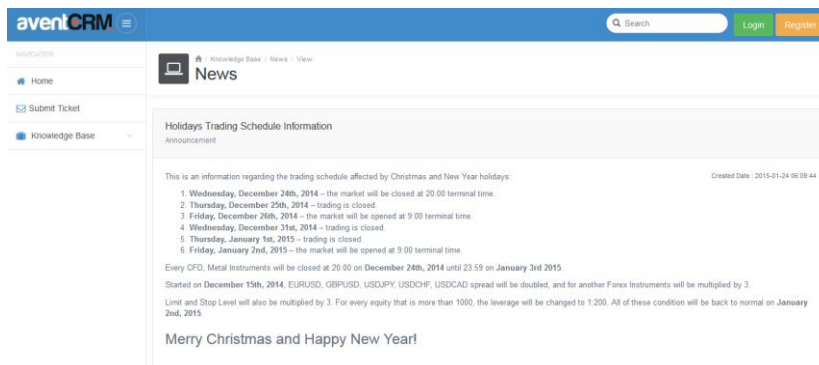 aventCRM
Search
Login
Register
NAVIGATION
Home
Submit Ticket
Knowledge Base
/ Knowledge Base / News / View
News
Holidays Trading Schedule Information
Announcement
This is an information regarding the trading schedule affected by Christmas and New Year holidays:
Created Date : 2015-01-24 06:09:44
1. Wednesday, December 24th, 2014 – the market will be closed at 20:00 terminal time.
2. Thursday, December 25th, 2014 – trading is closed.
3. Friday, December 26th, 2014 – the market will be opened at 9:00 terminal time.
4. Wednesday, December 31st, 2014 – trading is closed.
5. Thursday, January 1st, 2015 – trading is closed.
6. Friday, January 2nd, 2015 – the market will be opened at 9:00 terminal time.
Every CFD, Metal Instruments will be closed at 20:00 on December 24th, 2014 until 23.59 on January 3rd 2015.
Started on December 15th, 2014, EURUSD, GBPUSD, USDJPY, USDCHF, USDCAD spread will be doubled, and for another Forex Instruments will be multiplied by 3.
Limit and Stop Level will also be multiplied by 3. For every equity that is more than 1000, the leverage will be changed to 1:200. All of these condition will be back to normal on January
2nd, 2015.
Merry Christmas and Happy New Year!